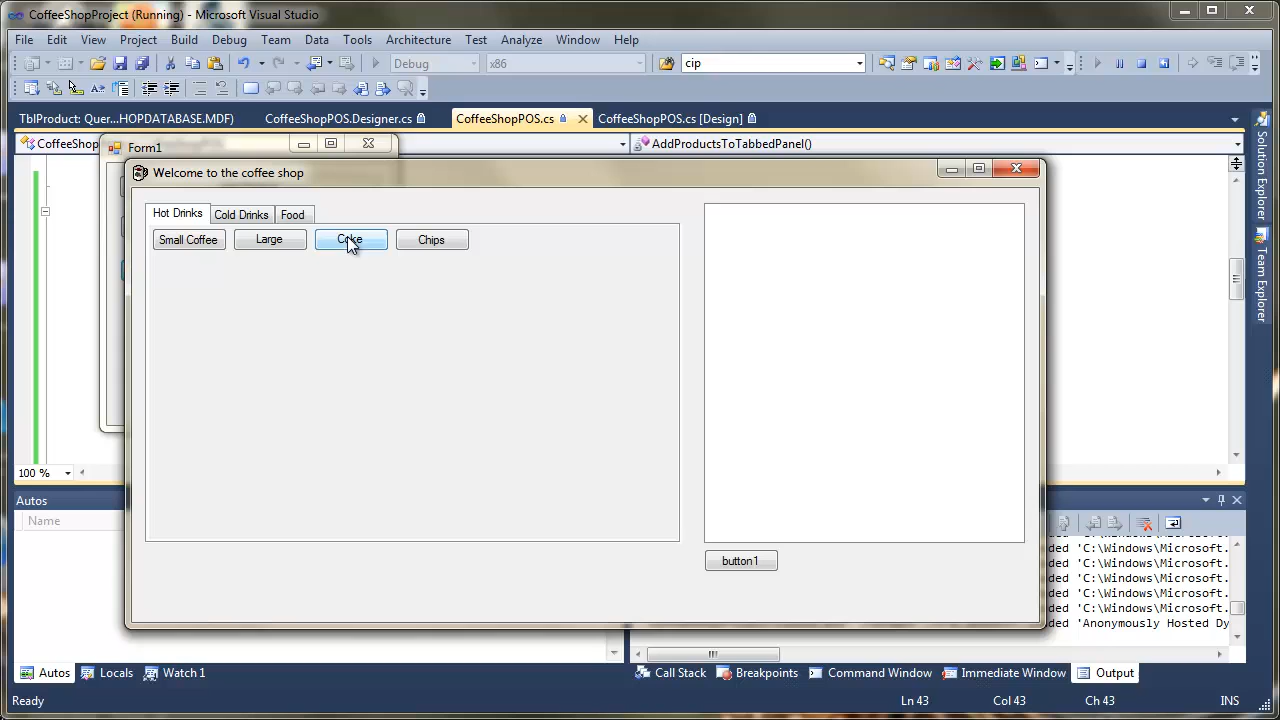 CoffeeShopProject (Running) - Microsoft Visual Studio
File Edit View Project Build Debug Team Data Tools Architecture Test Analyze Window Help
Debug x86 cip
TblProduct: Quer...HOPDATABASE.MDF) CoffeeShopPOS.Designer.cs CoffeeShopPOS.cs CoffeeShopPOS.cs [Design]
CoffeeShop AddProductsToTabbedPanel()
Form1
Welcome to the coffee shop
Hot Drinks Cold Drinks Food
Small Coffee Large Coke Chips
button1
Solution Explorer
Team Explorer
100 %
Autos
Name
ded 'C:\Windows\Microsoft.
ded 'C:\Windows\Microsoft.
ded 'C:\Windows\Microsoft.
ded 'C:\Windows\Microsoft.
ded 'C:\Windows\Microsoft.
ded 'Anonymously Hosted Dy
Autos Locals Watch 1 Call Stack Breakpoints Command Window Immediate Window Output
Ready Ln 43 Col 43 Ch 43 INS